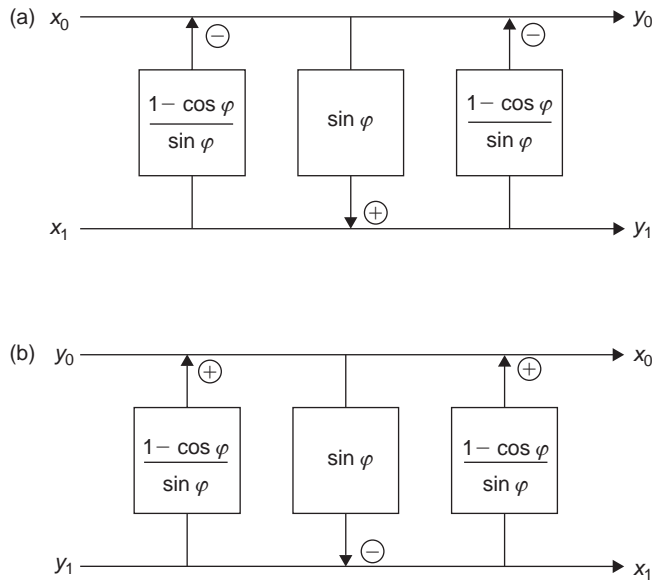 (a) x₀ ⊖ ⊖ y₀
1 − cos φ
sin φ
sin φ
1 − cos φ
sin φ
x₁ ⊕ y₁
(b) y₀ ⊕ ⊕ x₀
1 − cos φ
sin φ
sin φ
1 − cos φ
sin φ
y₁ ⊖ x₁